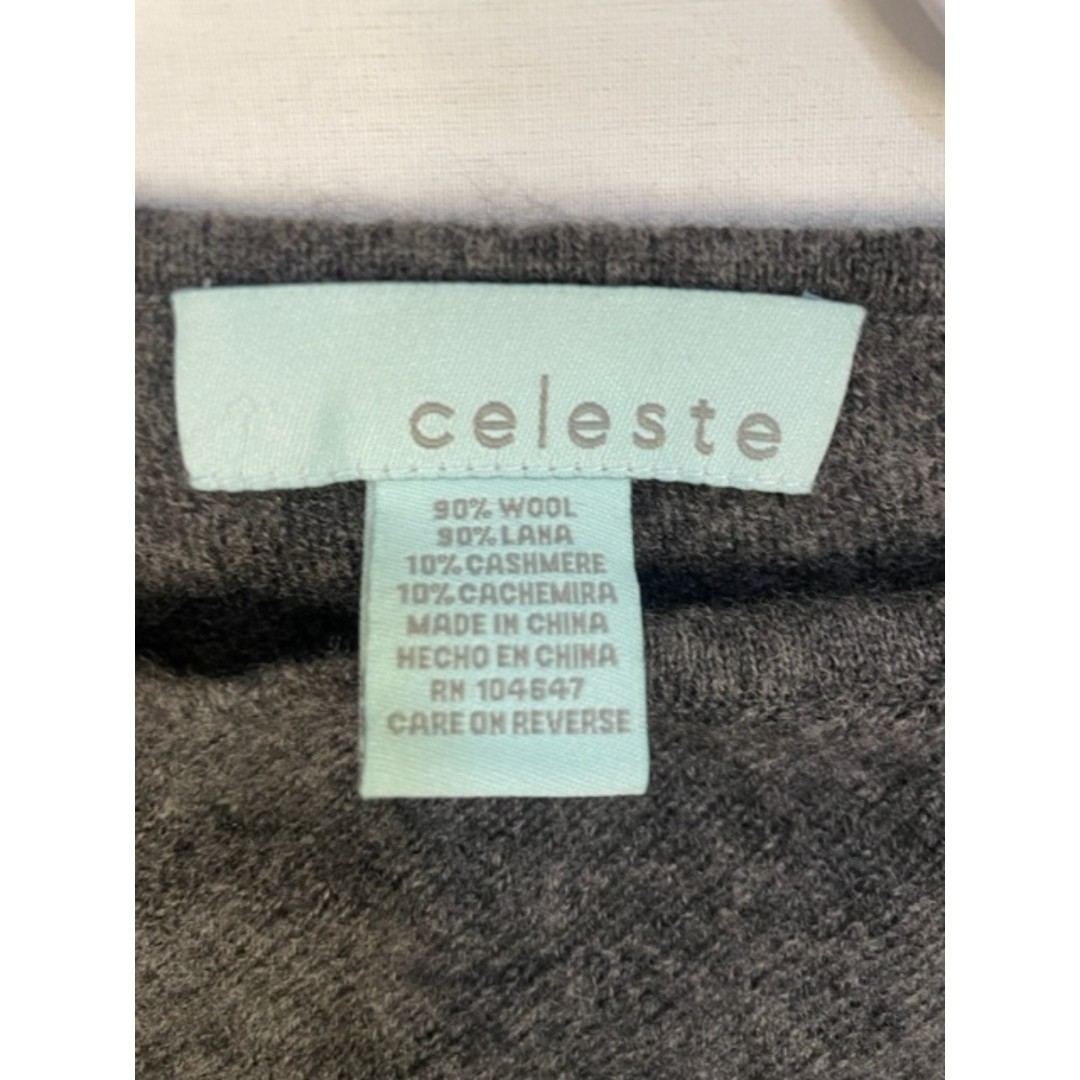 celeste
90% WOOL
90% LANA
10% CASHMERE
10% CACHEMIRA
MADE IN CHINA
HECHO EN CHINA
RN 104647
CARE ON REVERSE